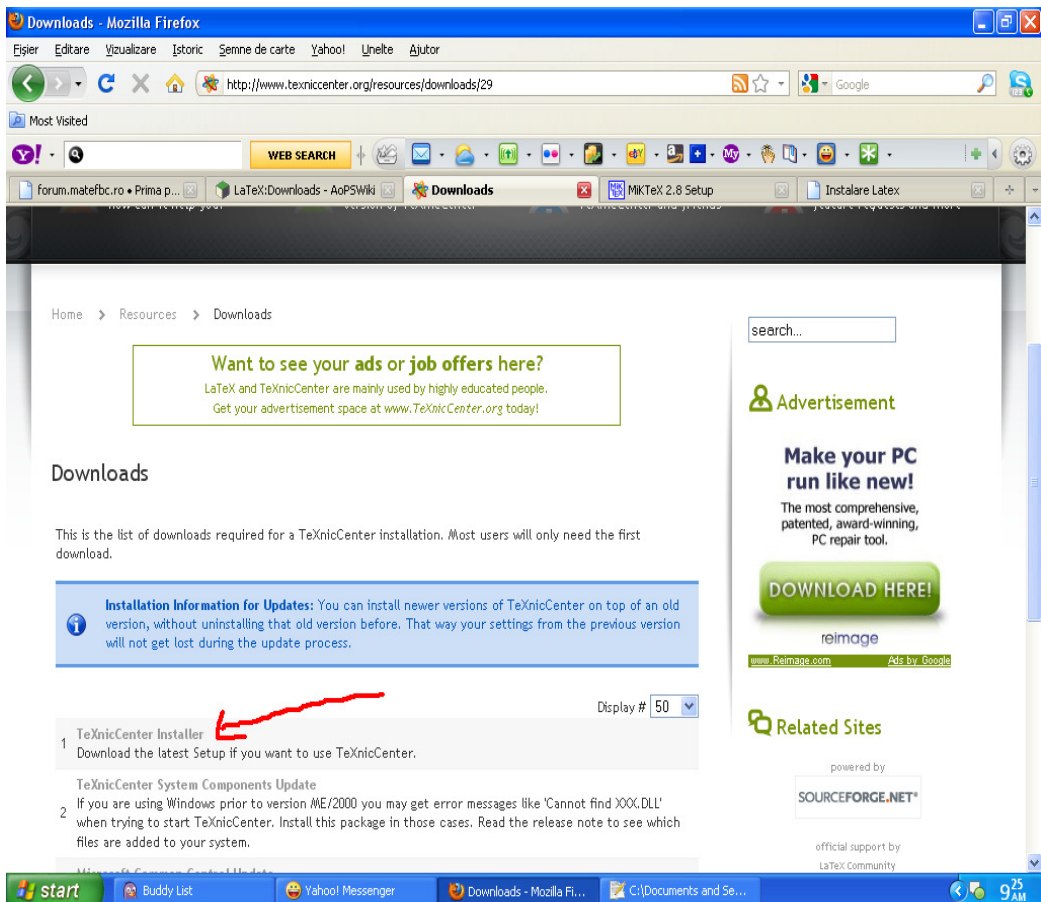 Downloads - Mozilla Firefox
Fișier Editare Vizualizare Istoric Semne de carte Yahoo! Unelte Ajutor
http://www.texniccenter.org/resources/downloads/29
Google
Most Visited
WEB SEARCH
forum.matefbc.ro • Prima p...
LaTeX:Downloads - AoPSWiki
Downloads
MiKTeX 2.8 Setup
Instalare Latex
Home > Resources > Downloads
search...
Want to see your ads or job offers here?
LaTeX and TeXnicCenter are mainly used by highly educated people.
Get your advertisement space at www.TeXnicCenter.org today!
Advertisement
Make your PC
run like new!
The most comprehensive,
patented, award-winning,
PC repair tool.
DOWNLOAD HERE!
reimage
www.Reimage.com Ads by Google
Downloads
This is the list of downloads required for a TeXnicCenter installation. Most users will only need the first
download.
Installation Information for Updates: You can install newer versions of TeXnicCenter on top of an old
version, without uninstalling that old version before. That way your settings from the previous version
will not get lost during the update process.
Display # 50
1 TeXnicCenter Installer
Download the latest Setup if you want to use TeXnicCenter.
TeXnicCenter System Components Update
2 If you are using Windows prior to version ME/2000 you may get error messages like 'Cannot find XXX.DLL'
when trying to start TeXnicCenter. Install this package in those cases. Read the release note to see which
files are added to your system.
Related Sites
powered by
SOURCEFORGE.NET®
official support by
LaTeX Community
start
Buddy List
Yahoo! Messenger
Downloads - Mozilla Fi...
C:\Documents and Se...
9 25 AM